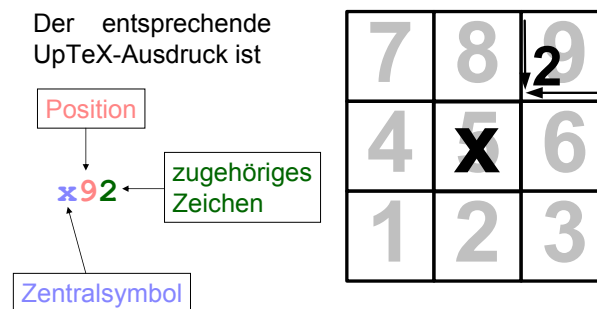 Der entsprechende
UpTeX-Ausdruck ist
Position
x92
zugehöriges
Zeichen
Zentralsymbol
7 8 9
2
4 5 6
x
1 2 3